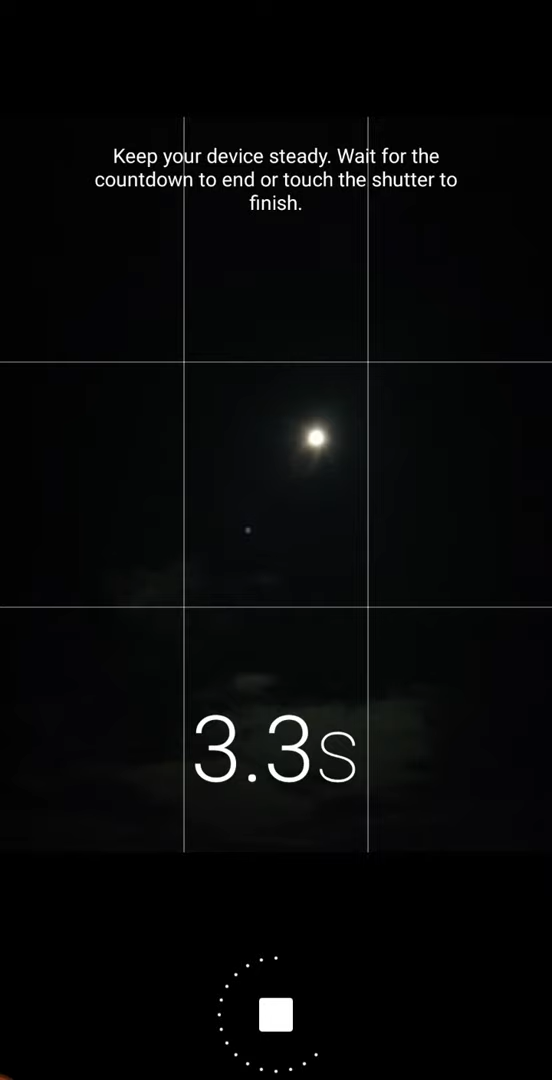 Keep your device steady. Wait for the
countdown to end or touch the shutter to
finish.
3.3s